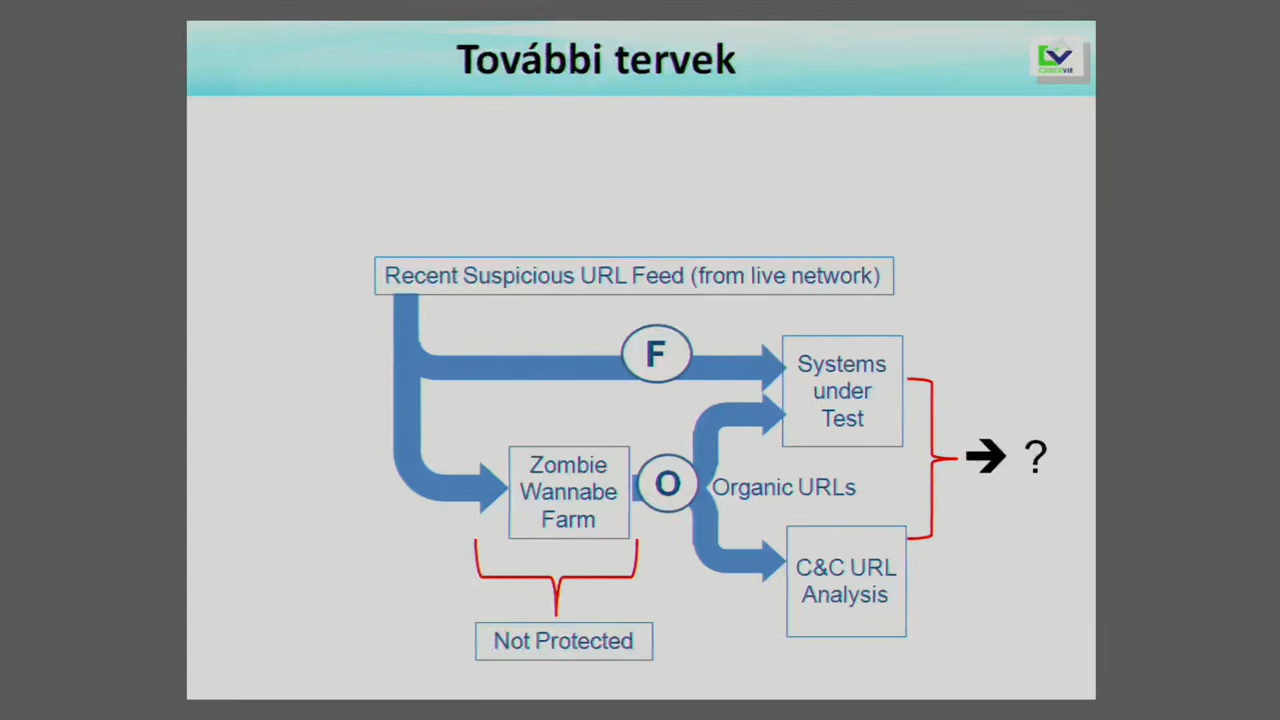 További tervek
CHECKVIR
Recent Suspicious URL Feed (from live network)
F
Systems
under
Test
Zombie
Wannabe
Farm
O
Organic URLs
➔ ?
C&C URL
Analysis
Not Protected